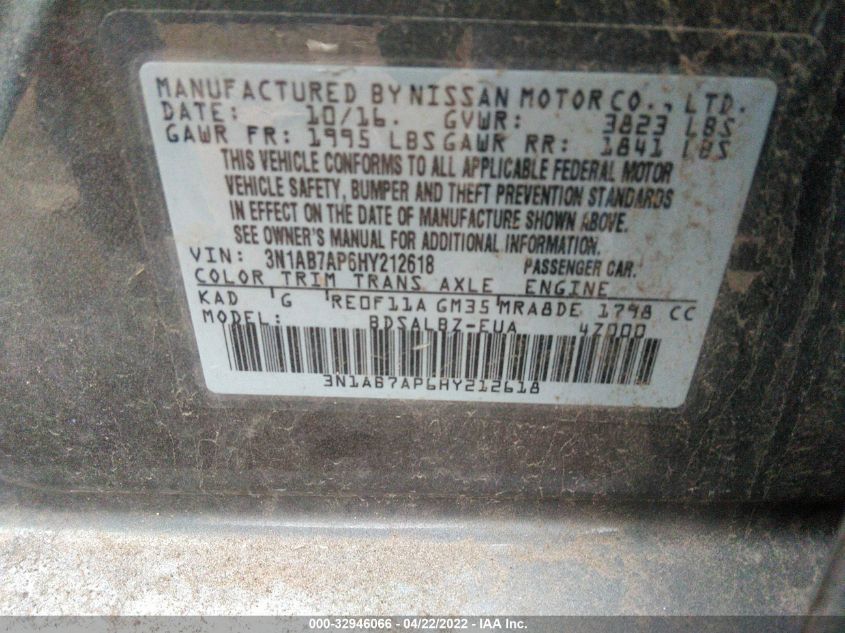 MANUFACTURED BY NISSAN MOTOR CO., LTD.
DATE: 10/16. GVWR: 3823 LBS
GAWR FR: 1995 LBS GAWR RR: 1841 LBS
THIS VEHICLE CONFORMS TO ALL APPLICABLE FEDERAL MOTOR
VEHICLE SAFETY, BUMPER AND THEFT PREVENTION STANDARDS
IN EFFECT ON THE DATE OF MANUFACTURE SHOWN ABOVE.
SEE OWNER'S MANUAL FOR ADDITIONAL INFORMATION.
VIN: 3N1AB7AP6HY212618 PASSENGER CAR.
COLOR TRIM TRANS AXLE ENGINE
KAD G RE0F11A GM35 MRA8DE 1798 CC
MODEL: BDSALBZ-EUA 4Z000
3N1AB7AP6HY212618
000-32946066 - 04/22/2022 - IAA Inc.